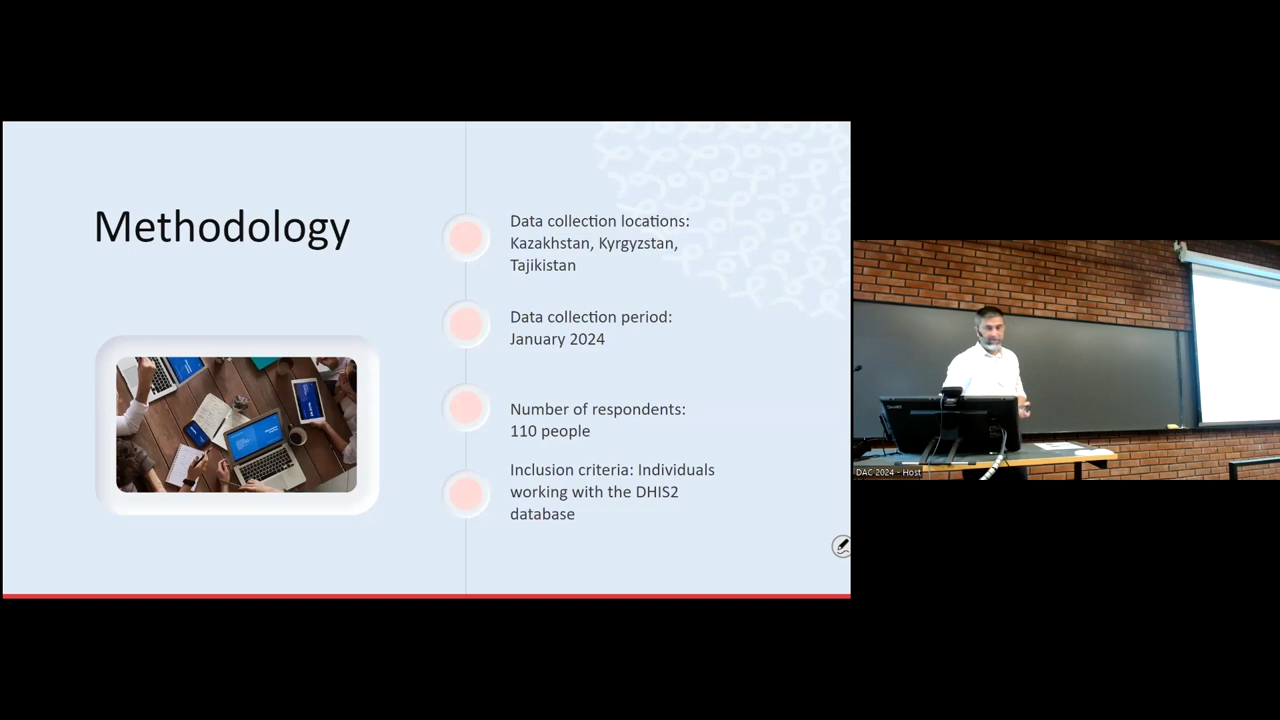 Methodology
Data collection locations:
Kazakhstan, Kyrgyzstan,
Tajikistan
Data collection period:
January 2024
Number of respondents:
110 people
Inclusion criteria: Individuals
working with the DHIS2
database
DAC 2024 - Host